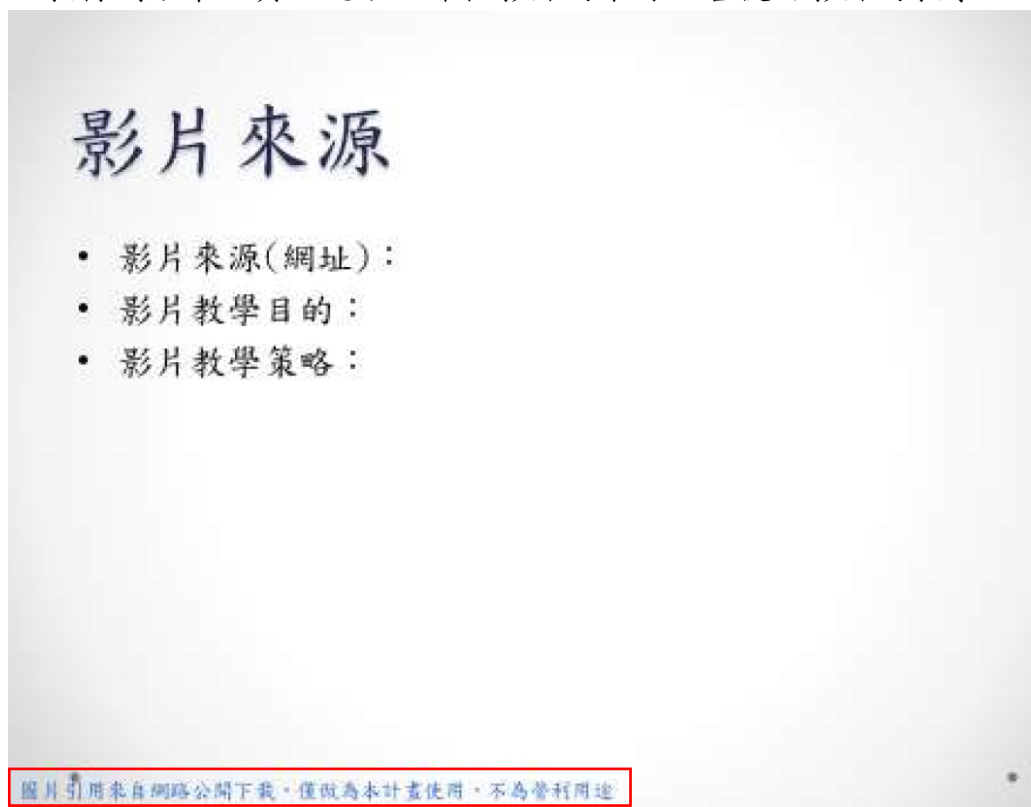 影片來源
• 影片來源(網址)：
• 影片教學目的：
• 影片教學策略：
圖片引用來自網路公開下載，僅做為本計畫使用，不為營利用途